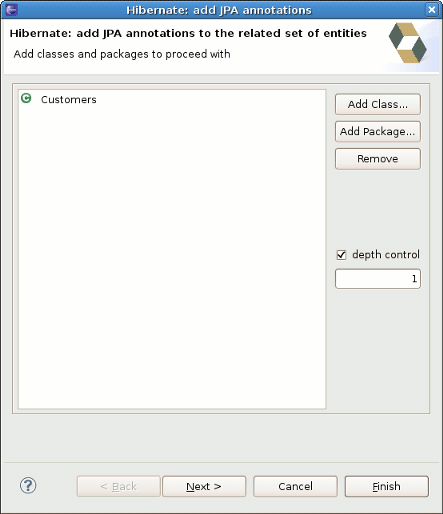 Hibernate: add JPA annotations
Hibernate: add JPA annotations to the related set of entities
Add classes and packages to proceed with
Customers
Add Class...
Add Package...
Remove
depth control
1
< Back
Next >
Cancel
Finish